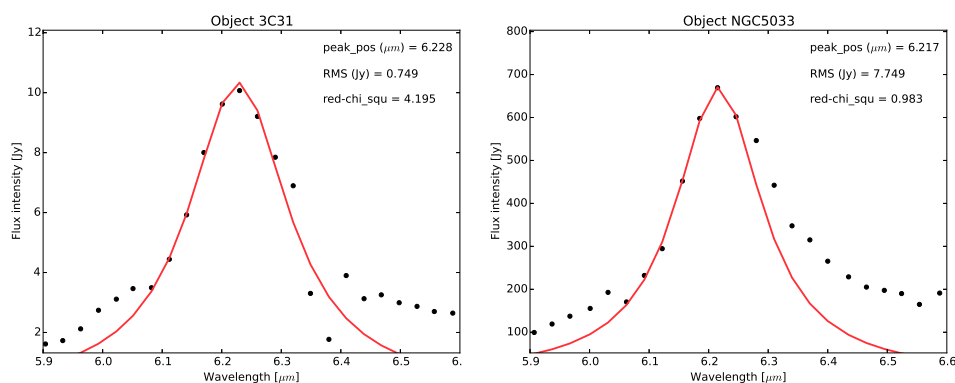 Object 3C31
12
10
8
6
4
2
peak_pos (μm) = 6.228
RMS (Jy) = 0.749
red-chi_squ = 4.195
Flux intensity [Jy]
5.9 6.0 6.1 6.2 6.3 6.4 6.5 6.6
Wavelength [μm]
Object NGC5033
800
700
600
500
400
300
200
100
peak_pos (μm) = 6.217
RMS (Jy) = 7.749
red-chi_squ = 0.983
Flux intensity [Jy]
5.9 6.0 6.1 6.2 6.3 6.4 6.5 6.6
Wavelength [μm]